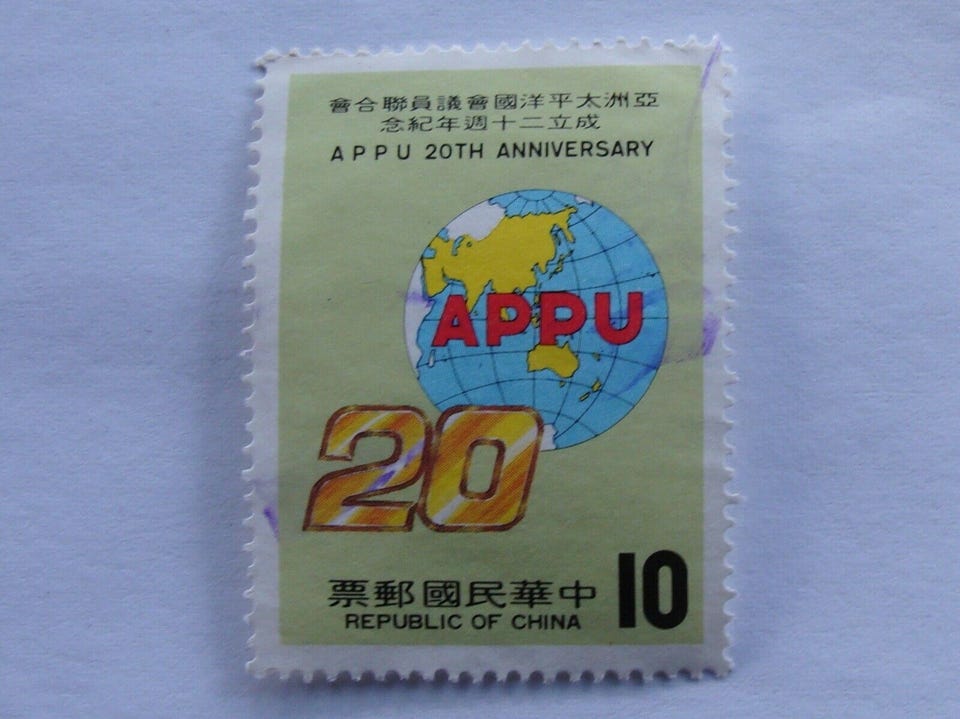 亞洲太平洋國會議員聯合會
成立二十週年紀念
APPU 20TH ANNIVERSARY
APPU
20
中華民國郵票
REPUBLIC OF CHINA
10